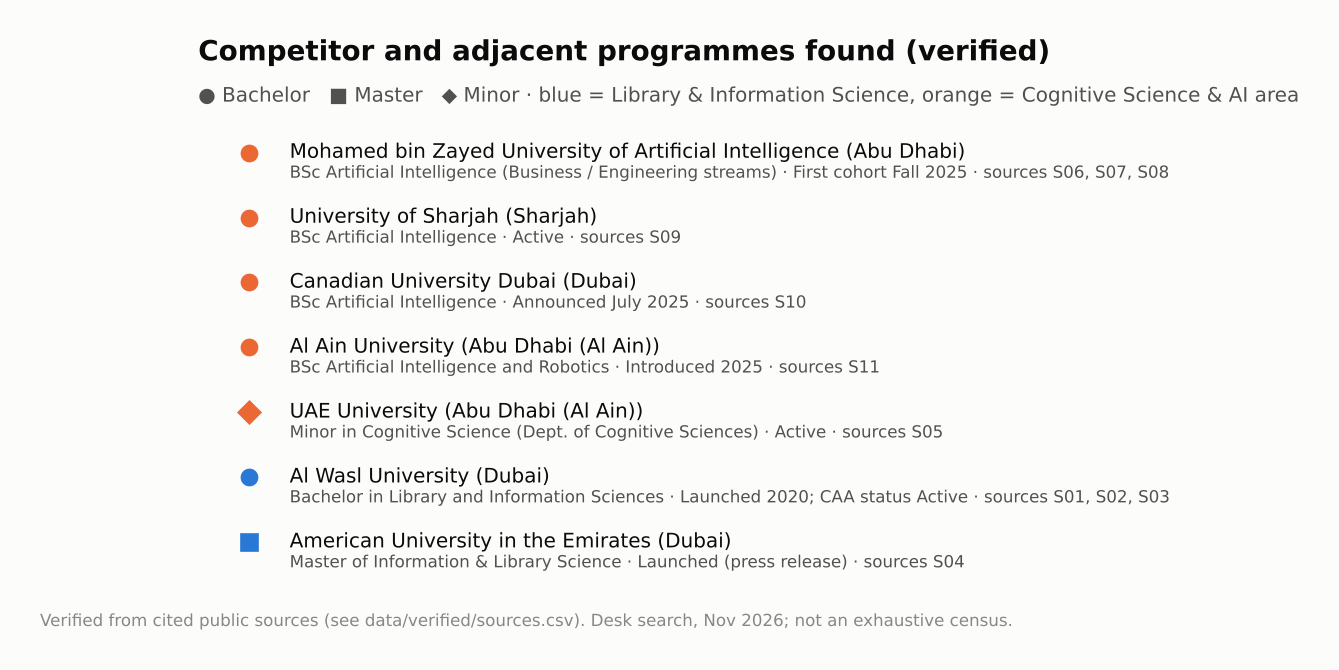 Competitor and adjacent programmes found (verified)
● Bachelor ■ Master ◆ Minor · blue = Library & Information Science, orange = Cognitive Science & AI area
Mohamed bin Zayed University of Artificial Intelligence (Abu Dhabi)
BSc Artificial Intelligence (Business / Engineering streams) · First cohort Fall 2025 · sources S06, S07, S08
University of Sharjah (Sharjah)
BSc Artificial Intelligence · Active · sources S09
Canadian University Dubai (Dubai)
BSc Artificial Intelligence · Announced July 2025 · sources S10
Al Ain University (Abu Dhabi (Al Ain))
BSc Artificial Intelligence and Robotics · Introduced 2025 · sources S11
UAE University (Abu Dhabi (Al Ain))
Minor in Cognitive Science (Dept. of Cognitive Sciences) · Active · sources S05
Al Wasl University (Dubai)
Bachelor in Library and Information Sciences · Launched 2020; CAA status Active · sources S01, S02, S03
American University in the Emirates (Dubai)
Master of Information & Library Science · Launched (press release) · sources S04
Verified from cited public sources (see data/verified/sources.csv). Desk search, Nov 2026; not an exhaustive census.